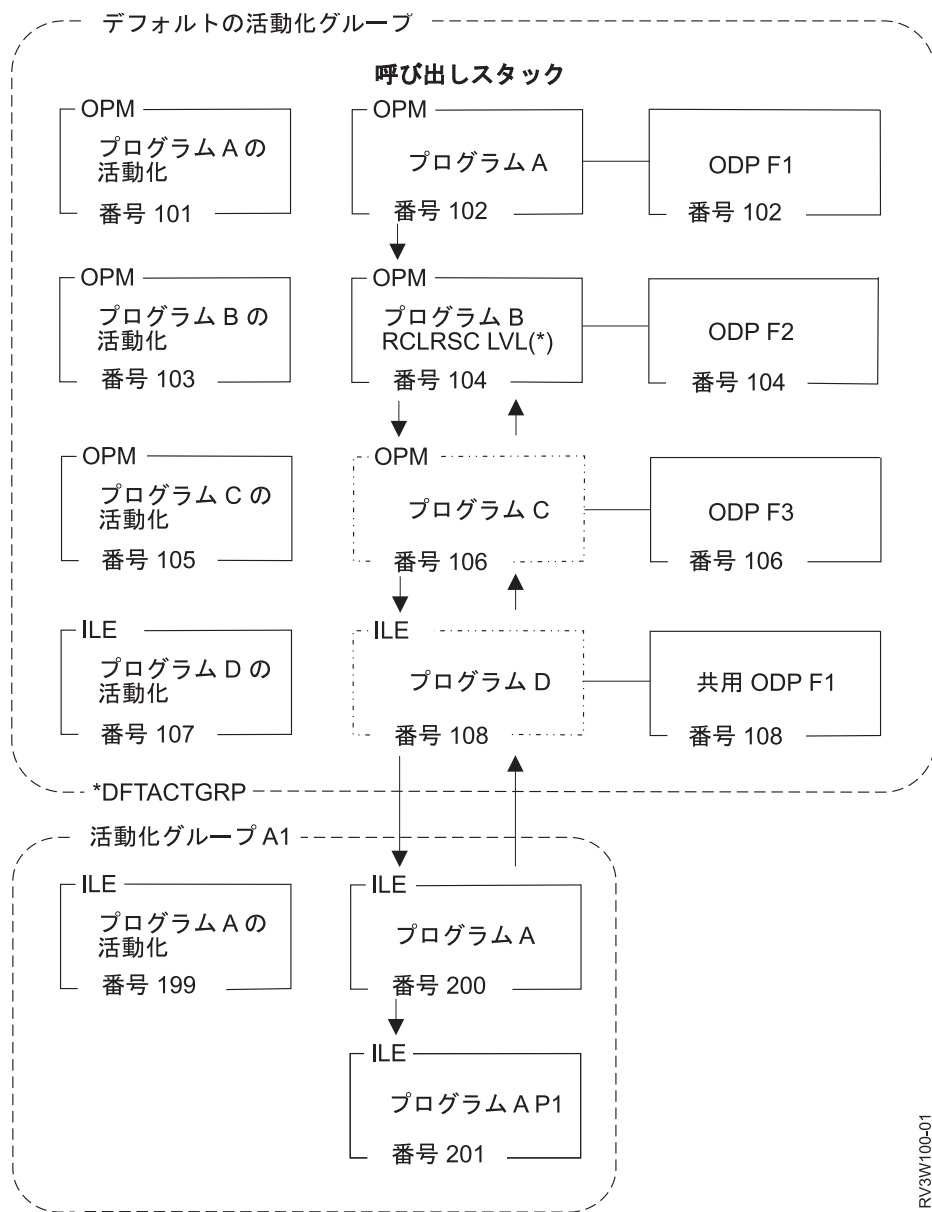 デフォルトの活動化グループ
呼び出しスタック
OPM
プログラム A の
活動化
番号 101
OPM
プログラム A
番号 102
ODP F1
番号 102
OPM
プログラム B の
活動化
番号 103
OPM
プログラム B
RCLRSC LVL(*)
番号 104
ODP F2
番号 104
OPM
プログラム C の
活動化
番号 105
OPM
プログラム C
番号 106
ODP F3
番号 106
ILE
プログラム D の
活動化
番号 107
ILE
プログラム D
番号 108
共用 ODP F1
番号 108
*DFTACTGRP
活動化グループ A1
ILE
プログラム A の
活動化
番号 199
ILE
プログラム A
番号 200
ILE
プログラム A P1
番号 201
RV3W100-01